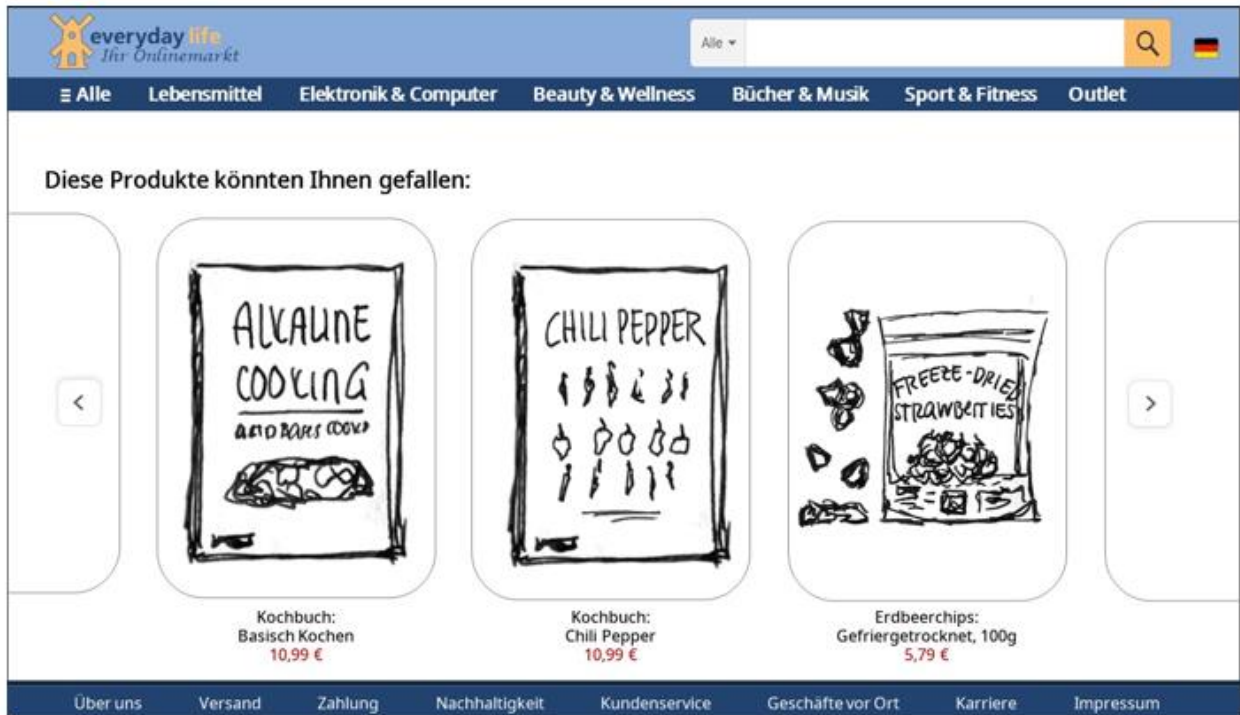 everyday life
Ihr Onlinemarkt
Alle
Alle Lebensmittel Elektronik & Computer Beauty & Wellness Bücher & Musik Sport & Fitness Outlet
Diese Produkte könnten Ihnen gefallen:
ALKALINE
COOKING
CHILI PEPPER
FREEZE-DRIED
STRAWBERRIES
Kochbuch:
Basisch Kochen
10,99 €
Kochbuch:
Chili Pepper
10,99 €
Erdbeerchips:
Gefriergetrocknet, 100g
5,79 €
Über uns Versand Zahlung Nachhaltigkeit Kundenservice Geschäfte vor Ort Karriere Impressum